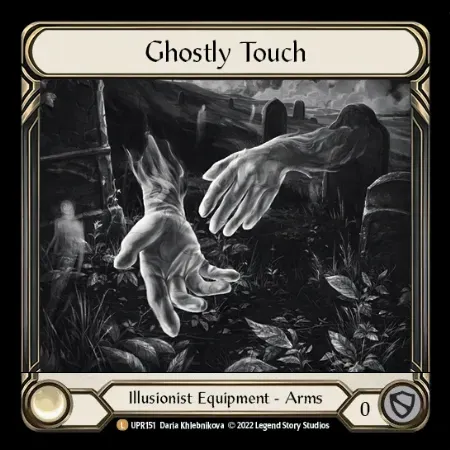 Ghostly Touch
Illusionist Equipment - Arms
0
L UPR151 Daria Khlebnikova © 2022 Legend Story Studios